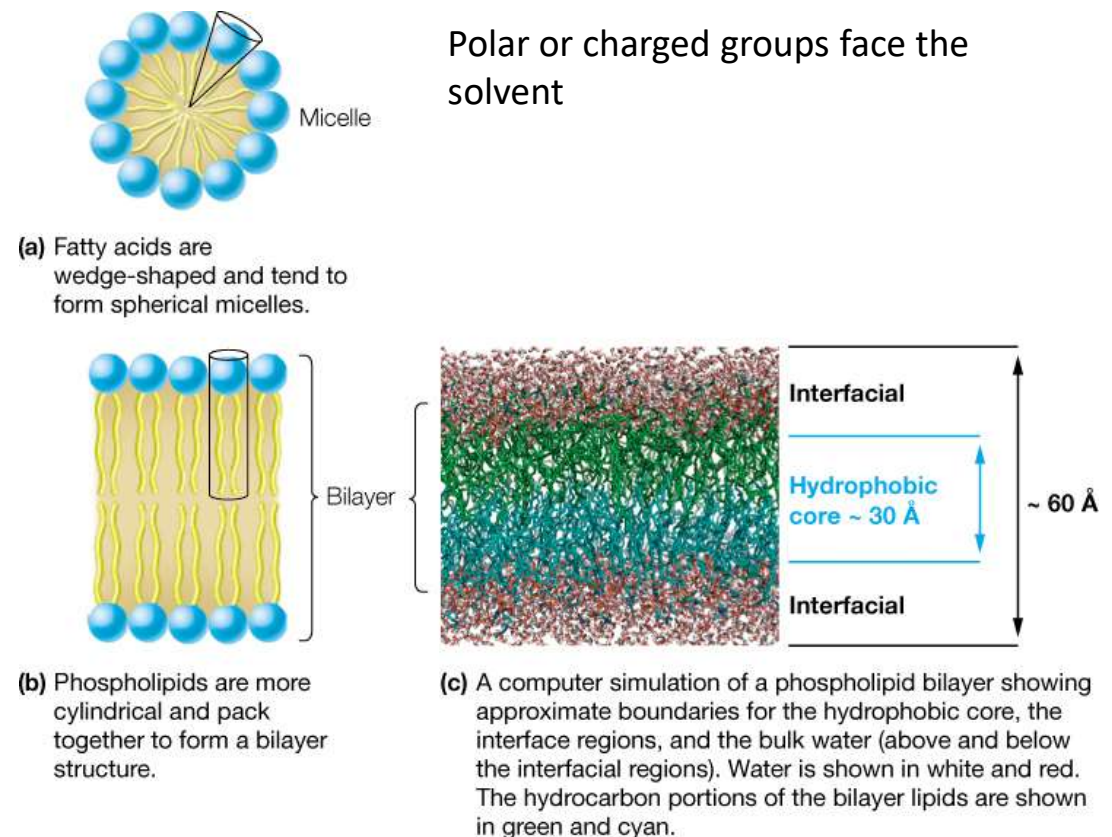 Polar or charged groups face the
solvent
Micelle
(a) Fatty acids are
wedge-shaped and tend to
form spherical micelles.
Bilayer
Interfacial
Hydrophobic
core ~ 30 Å
~ 60 Å
Interfacial
(b) Phospholipids are more
cylindrical and pack
together to form a bilayer
structure.
(c) A computer simulation of a phospholipid bilayer showing
approximate boundaries for the hydrophobic core, the
interface regions, and the bulk water (above and below
the interfacial regions). Water is shown in white and red.
The hydrocarbon portions of the bilayer lipids are shown
in green and cyan.